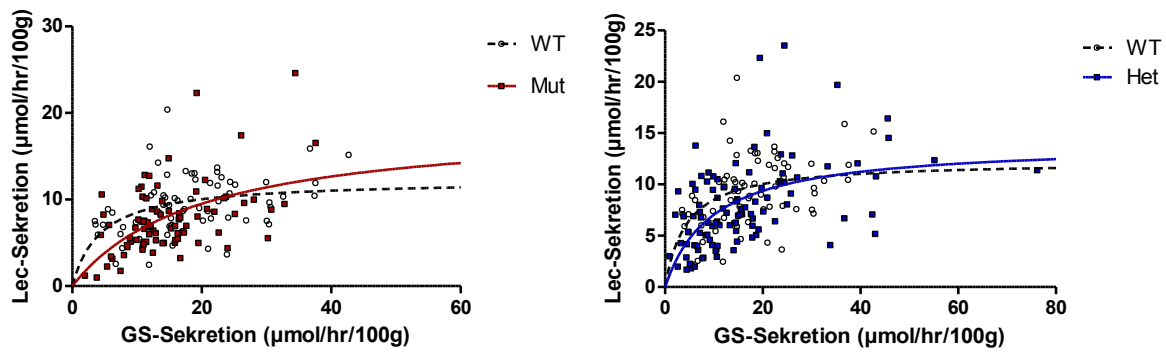 Lec-Sekretion (µmol/hr/100g)
30
20
10
0
0 20 40 60
GS-Sekretion (µmol/hr/100g)
WT
Mut
Lec-Sekretion (µmol/hr/100g)
25
20
15
10
5
0
0 20 40 60 80
GS-Sekretion (µmol/hr/100g)
WT
Het